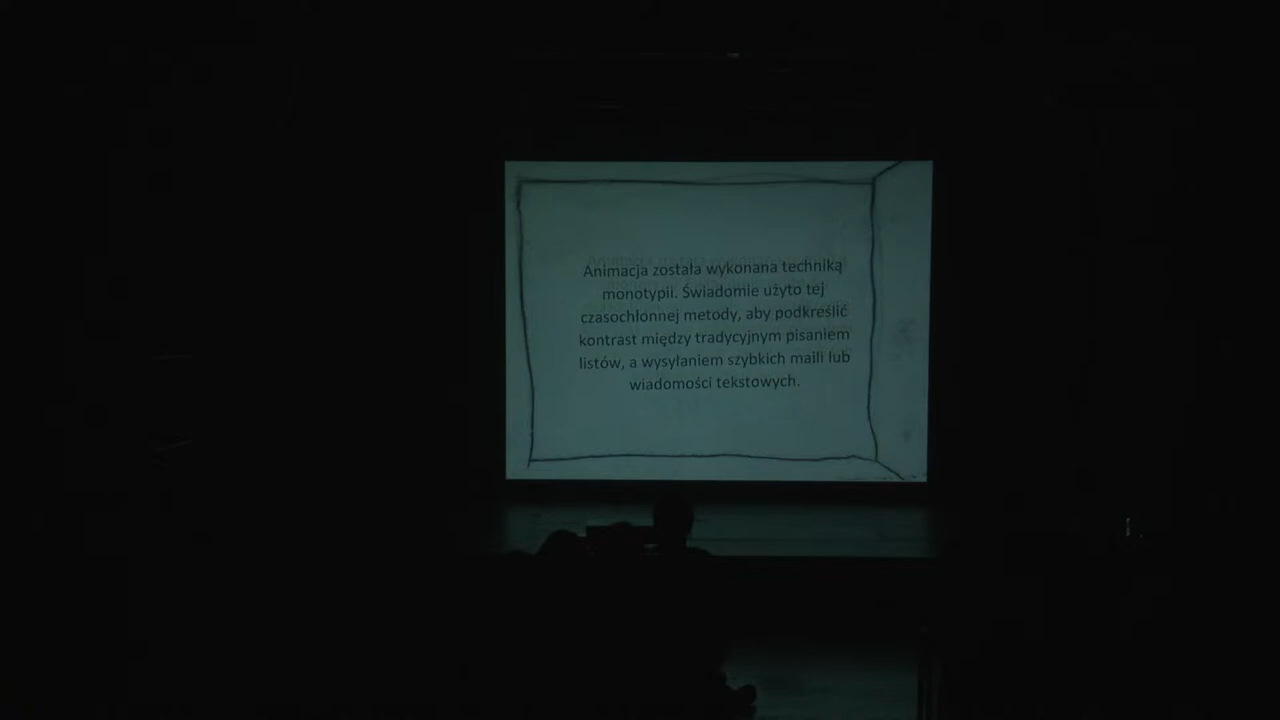 Animacja została wykonana techniką
monotypii. Świadomie użyto tej
czasochłonnej metody, aby podkreślić
kontrast między tradycyjnym pisaniem
listów, a wysyłaniem szybkich maili lub
wiadomości tekstowych.